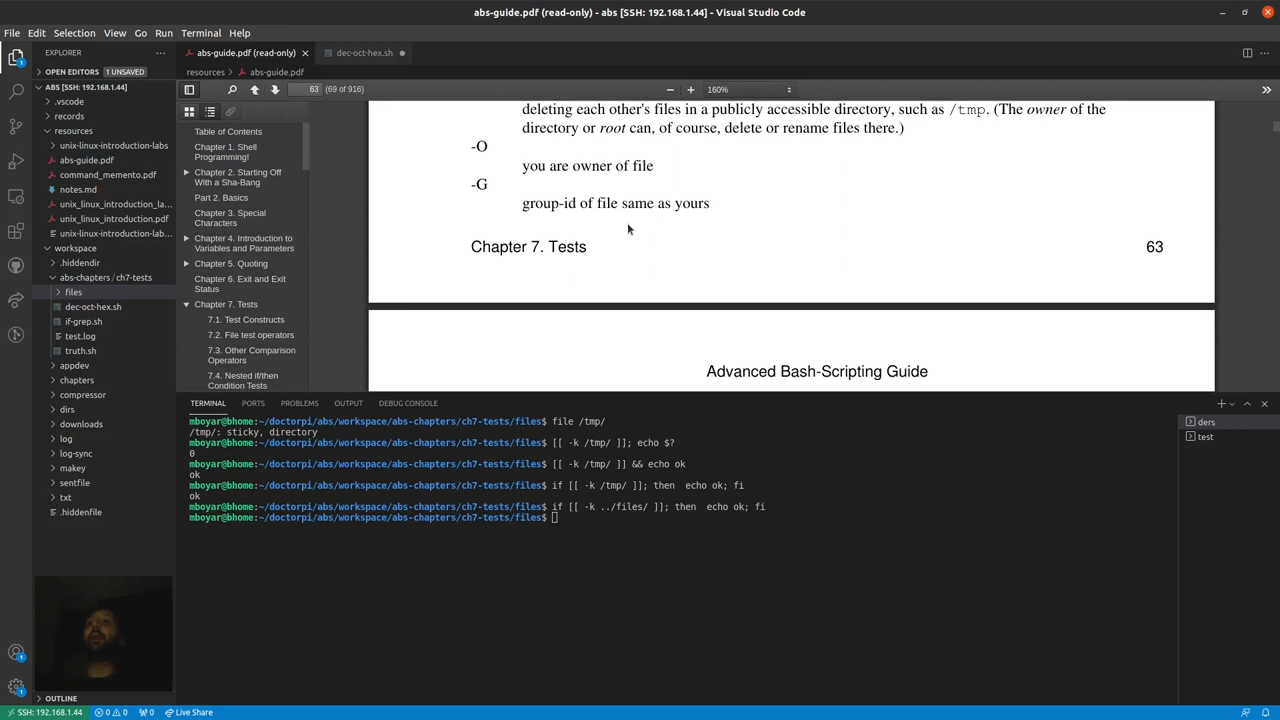 abs-guide.pdf (read-only) - abs [SSH: 192.168.1.44] - Visual Studio Code
File Edit Selection View Go Run Terminal Help
EXPLORER
abs-guide.pdf (read-only)
dec-oct-hex.sh
OPEN EDITORS 1 UNSAVED
resources › abs-guide.pdf
ABS [SSH: 192.168.1.44]
.vscode
records
resources
unix-linux-introduction-labs
abs-guide.pdf
command_memento.pdf
notes.md
unix_linux_introduction_la...
unix_linux_introduction.pdf
unix-linux-introduction-lab...
workspace
.hiddendir
abs-chapters / ch7-tests
files
dec-oct-hex.sh
if-grep.sh
test.log
truth.sh
appdev
chapters
compressor
dirs
downloads
log
log-sync
makey
sentfile
txt
.hiddenfile
OUTLINE
63 (69 of 916)
160%
Table of Contents
Chapter 1. Shell
Programming!
Chapter 2. Starting Off
With a Sha-Bang
Part 2. Basics
Chapter 3. Special
Characters
Chapter 4. Introduction to
Variables and Parameters
Chapter 5. Quoting
Chapter 6. Exit and Exit
Status
Chapter 7. Tests
7.1. Test Constructs
7.2. File test operators
7.3. Other Comparison
Operators
7.4. Nested if/then
Condition Tests
deleting each other's files in a publicly accessible directory, such as /tmp. (The owner of the
directory or root can, of course, delete or rename files there.)
-O
you are owner of file
-G
group-id of file same as yours
Chapter 7. Tests 63
Advanced Bash-Scripting Guide
TERMINAL PORTS PROBLEMS OUTPUT DEBUG CONSOLE
mboyar@bhome:~/doctorpi/abs/workspace/abs-chapters/ch7-tests/files$ file /tmp/
/tmp/: sticky, directory
mboyar@bhome:~/doctorpi/abs/workspace/abs-chapters/ch7-tests/files$ [[ -k /tmp/ ]]; echo $?
0
mboyar@bhome:~/doctorpi/abs/workspace/abs-chapters/ch7-tests/files$ [[ -k /tmp/ ]] && echo ok
ok
mboyar@bhome:~/doctorpi/abs/workspace/abs-chapters/ch7-tests/files$ if [[ -k /tmp/ ]]; then  echo ok; fi
ok
mboyar@bhome:~/doctorpi/abs/workspace/abs-chapters/ch7-tests/files$ if [[ -k ../files/ ]]; then  echo ok; fi
mboyar@bhome:~/doctorpi/abs/workspace/abs-chapters/ch7-tests/files$
ders
test
SSH: 192.168.1.44 0 0 0 Live Share